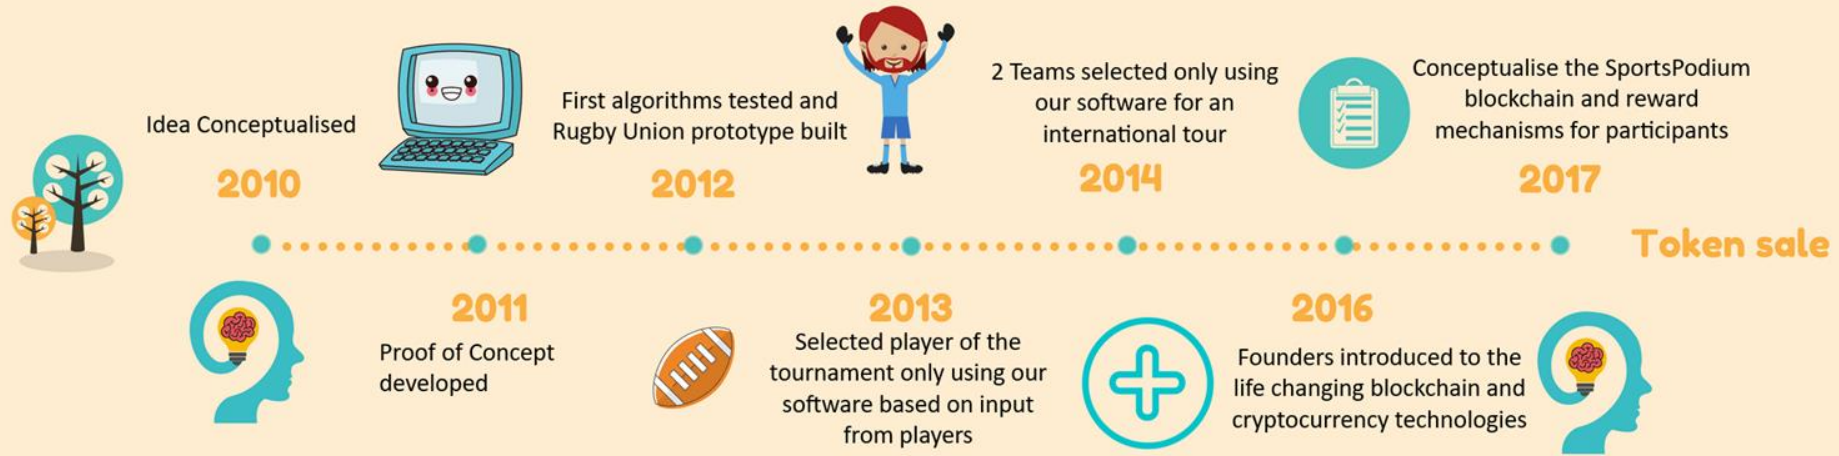 Idea Conceptualised
2010
2011
Proof of Concept
developed
First algorithms tested and
Rugby Union prototype built
2012
2013
Selected player of the
tournament only using our
software based on input
from players
2 Teams selected only using
our software for an
international tour
2014
2016
Founders introduced to the
life changing blockchain and
cryptocurrency technologies
Conceptualise the SportsPodium
blockchain and reward
mechanisms for participants
2017
Token sale